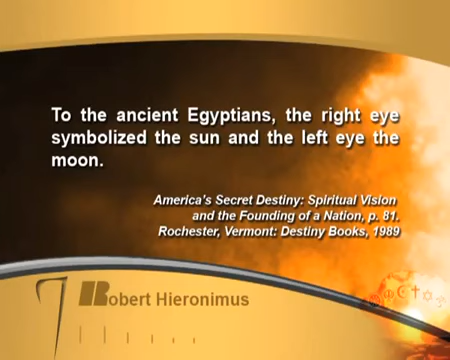 To the ancient Egyptians, the right eye
symbolized the sun and the left eye the
moon.
America's Secret Destiny: Spiritual Vision
and the Founding of a Nation, p. 81.
Rochester, Vermont: Destiny Books, 1989
Robert Hieronimus